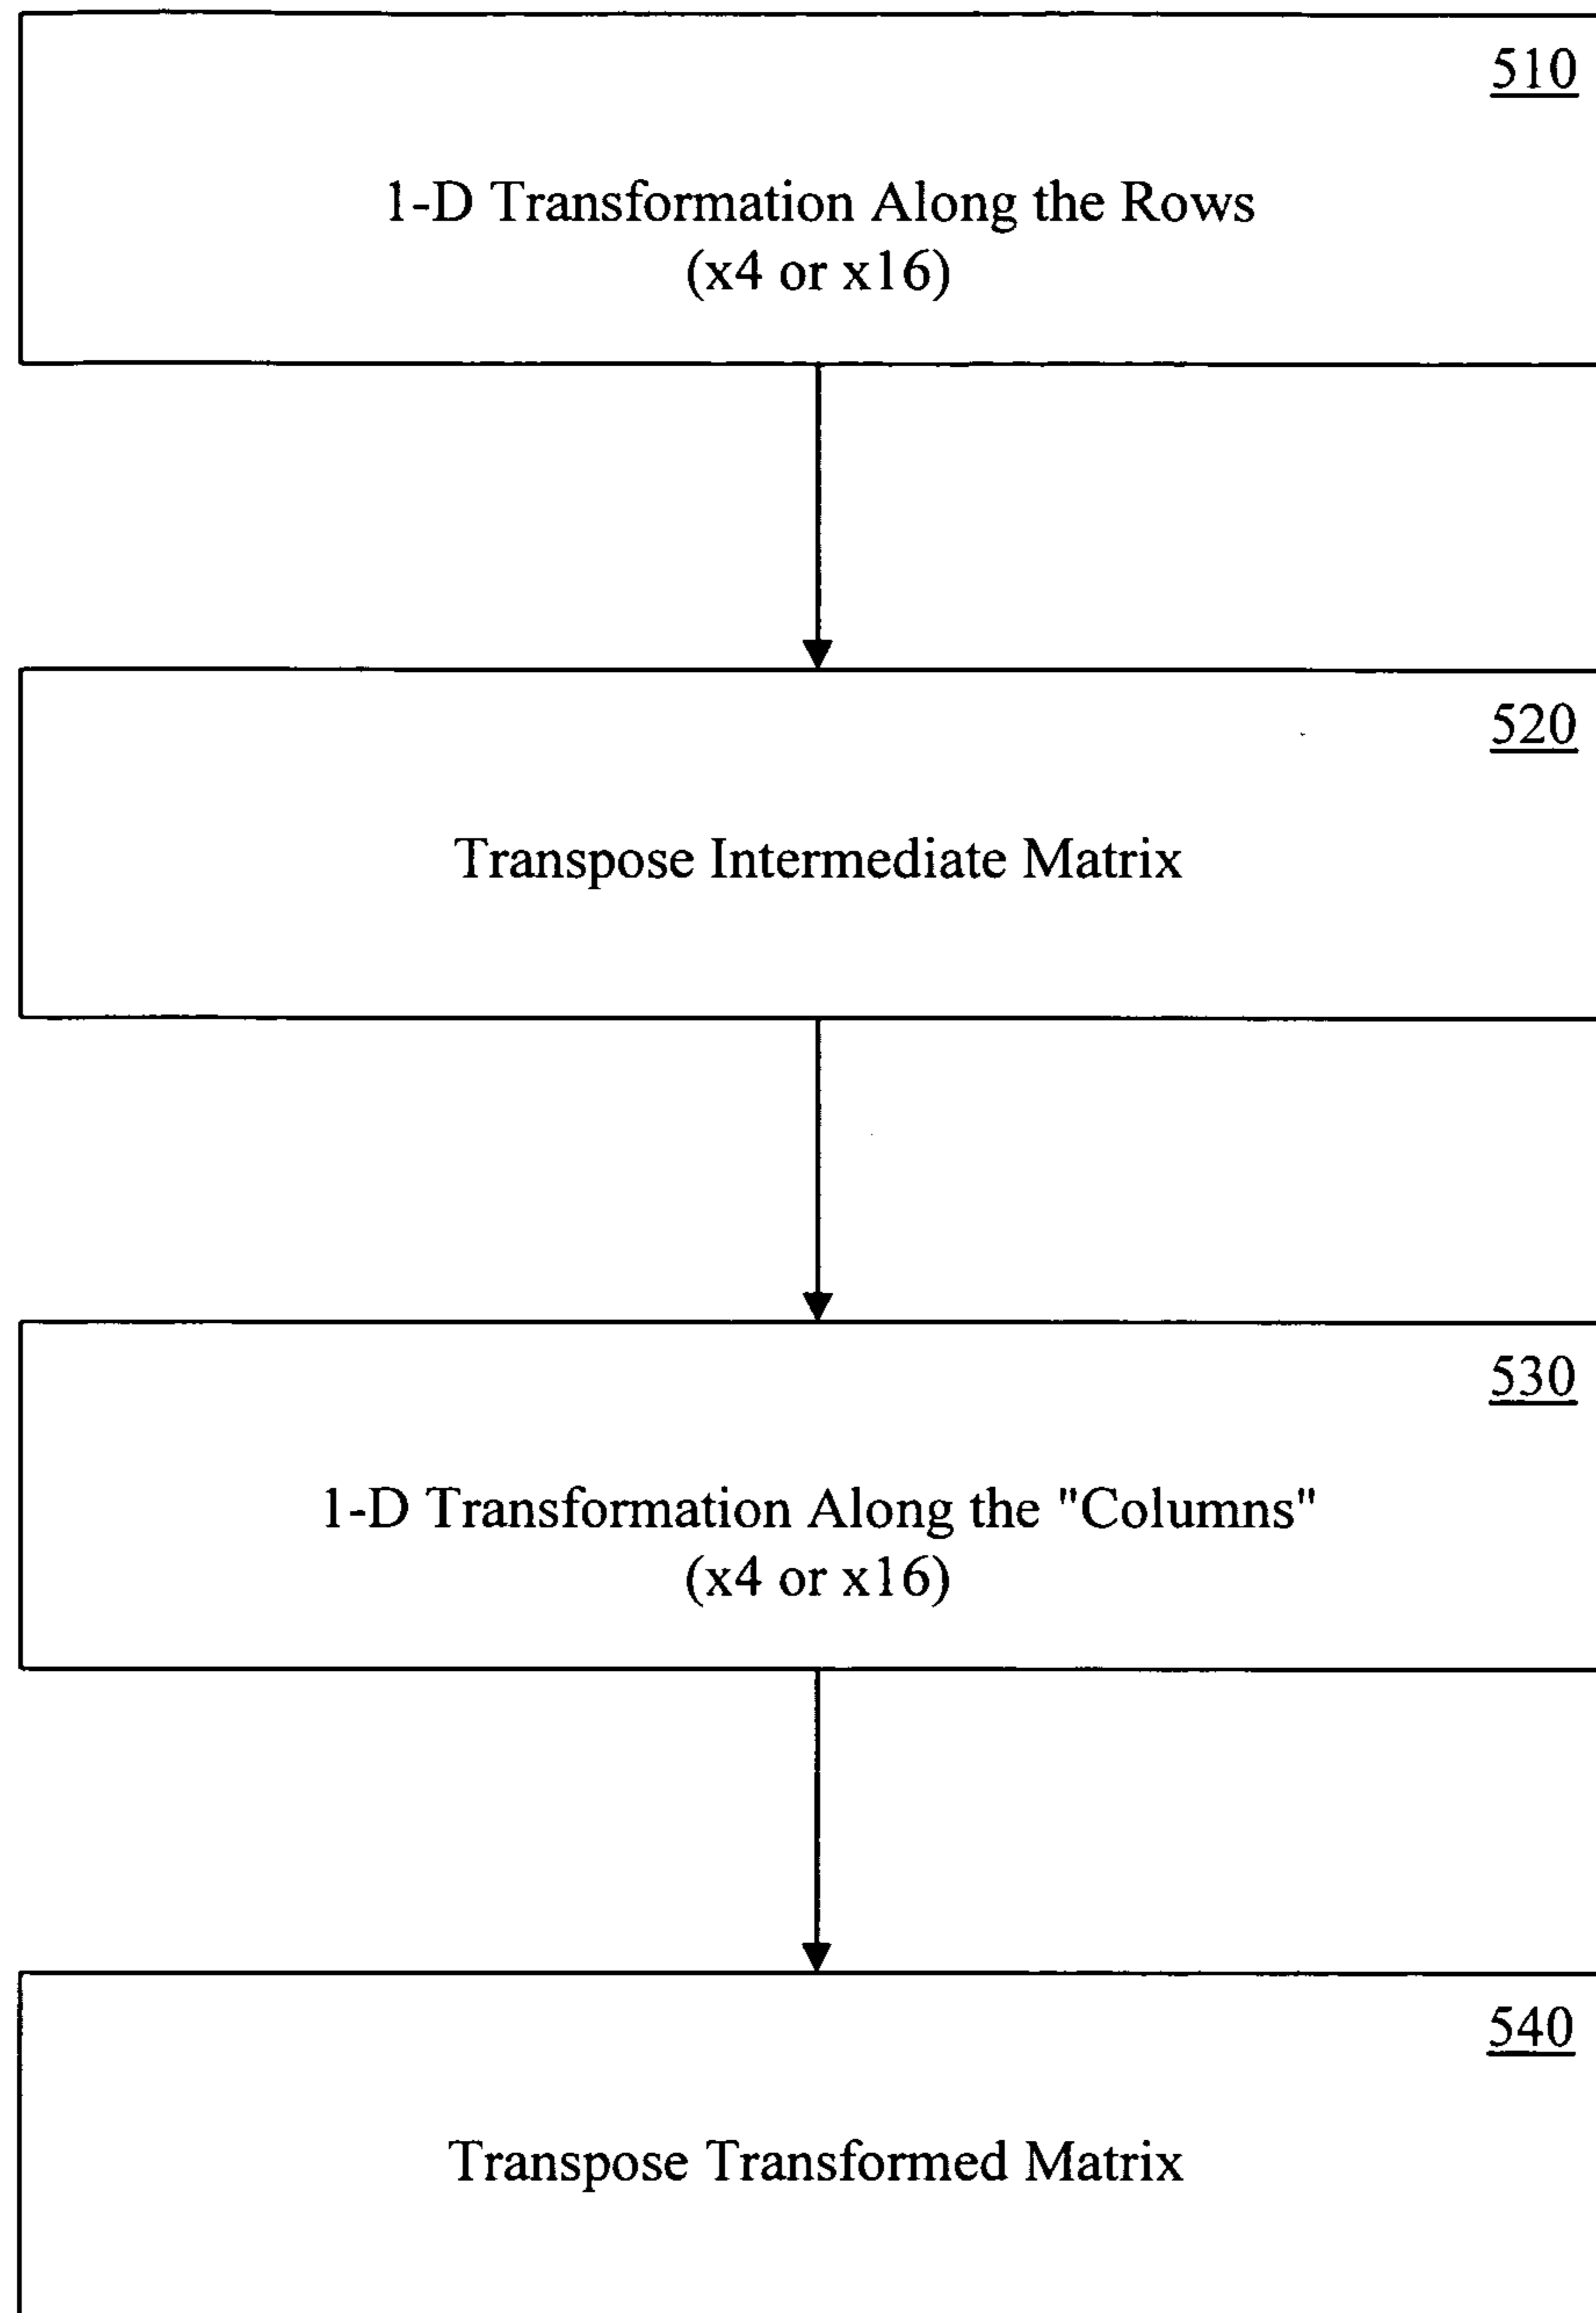 510
1-D Transformation Along the Rows
(x4 or x16)
520
Transpose Intermediate Matrix
530
1-D Transformation Along the "Columns"
(x4 or x16)
540
Transpose Transformed Matrix